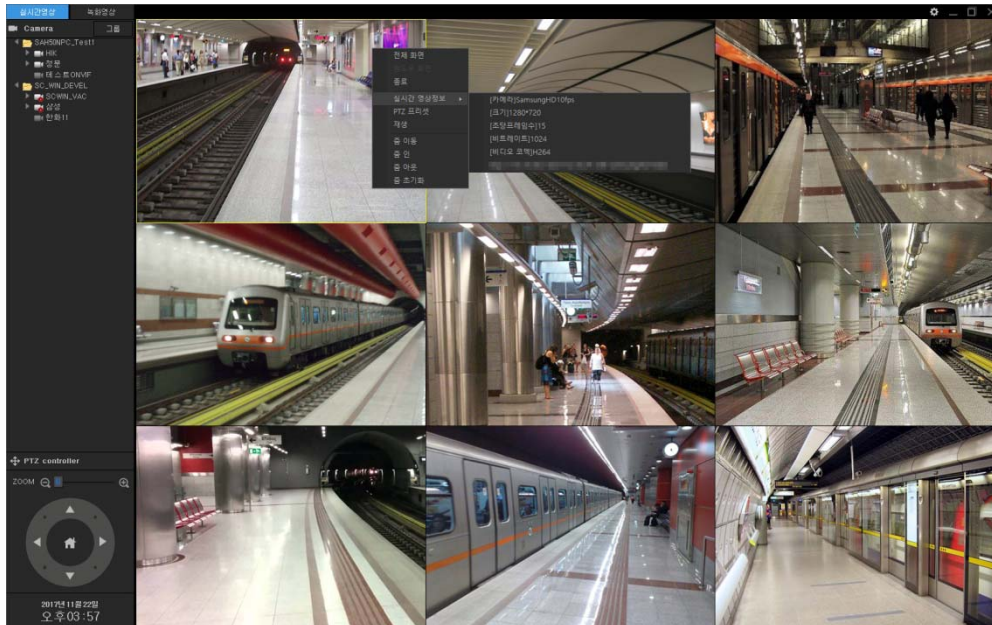 실시간영상
녹화영상
Camera
그룹
SAH50NPC_Test1
HIK
정문
테스트ONVIF
SC_WIN_DEVEL
SCWIN_VAC
삼성
한화11
전체 화면
종료
실시간 영상정보
PTZ 프리셋
재생
줌 이동
줌 인
줌 아웃
줌 초기화
[카메라]SamsungHD10fps
[크기]1280*720
[초당프레임수]15
[비트레이트]1024
[비디오 코덱]H264
PTZ controller
ZOOM
2017년 11월 22일
오후 03:57